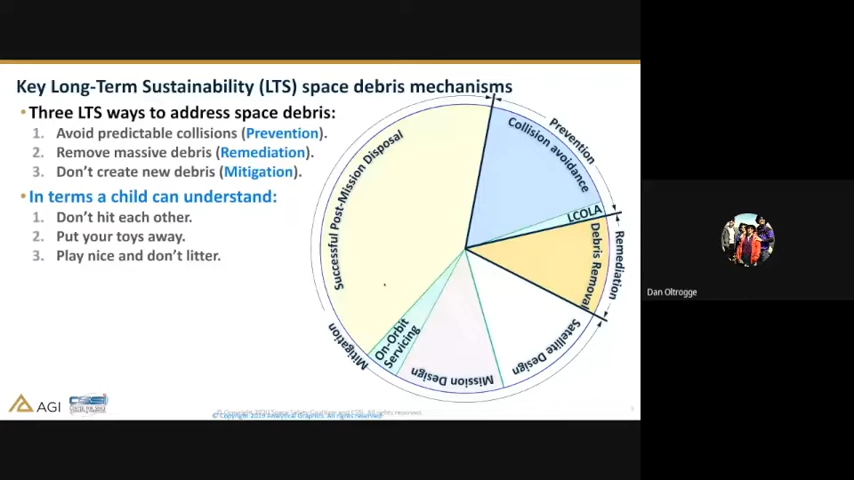 Key Long-Term Sustainability (LTS) space debris mechanisms
• Three LTS ways to address space debris:
1. Avoid predictable collisions (Prevention).
2. Remove massive debris (Remediation).
3. Don't create new debris (Mitigation).
• In terms a child can understand:
1. Don't hit each other.
2. Put your toys away.
3. Play nice and don't litter.
Successful Post-Mission Disposal
Collision avoidance
Prevention
LCOLA
Debris Removal
Remediation
Satellite Design
Mission Design
On-Orbit
Servicing
Mitigation
AGI
Dan Oltrogge